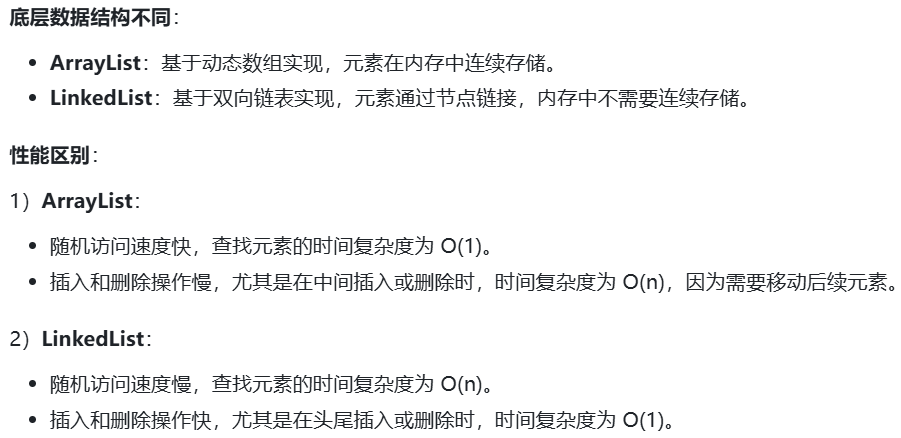 底层数据结构不同：
• ArrayList：基于动态数组实现，元素在内存中连续存储。
• LinkedList：基于双向链表实现，元素通过节点链接，内存中不需要连续存储。
性能区别：
1）ArrayList：
• 随机访问速度快，查找元素的时间复杂度为 O(1)。
• 插入和删除操作慢，尤其是在中间插入或删除时，时间复杂度为 O(n)，因为需要移动后续元素。
2）LinkedList：
• 随机访问速度慢，查找元素的时间复杂度为 O(n)。
• 插入和删除操作快，尤其是在头尾插入或删除时，时间复杂度为 O(1)。